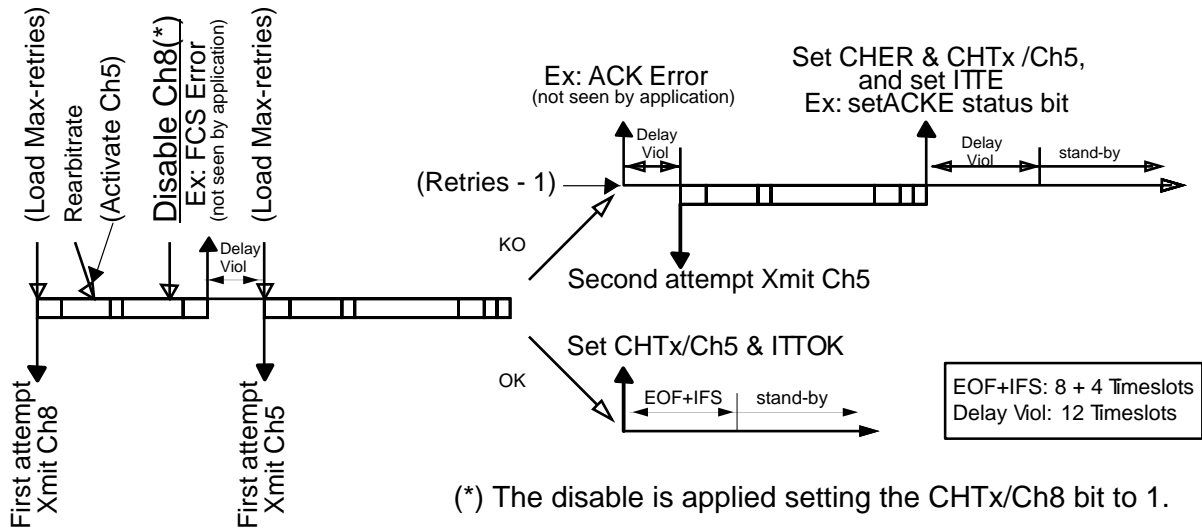 (Load Max-retries)
Rearbitrate
(Activate Ch5)
Disable Ch8(*)
Ex: FCS Error
(not seen by application)
(Load Max-retries)
Delay
Viol
First attempt
Xmit Ch8
First attempt
Xmit Ch5
KO
OK
(Retries - 1)
Ex: ACK Error
(not seen by application)
Delay
Viol
Second attempt Xmit Ch5
Set CHER & CHTx /Ch5,
and set ITTE
Ex: setACKE status bit
Delay
Viol
stand-by
Set CHTx/Ch5 & ITTOK
EOF+IFS
stand-by
EOF+IFS: 8 + 4 Timeslots
Delay Viol: 12 Timeslots
(*) The disable is applied setting the CHTx/Ch8 bit to 1.